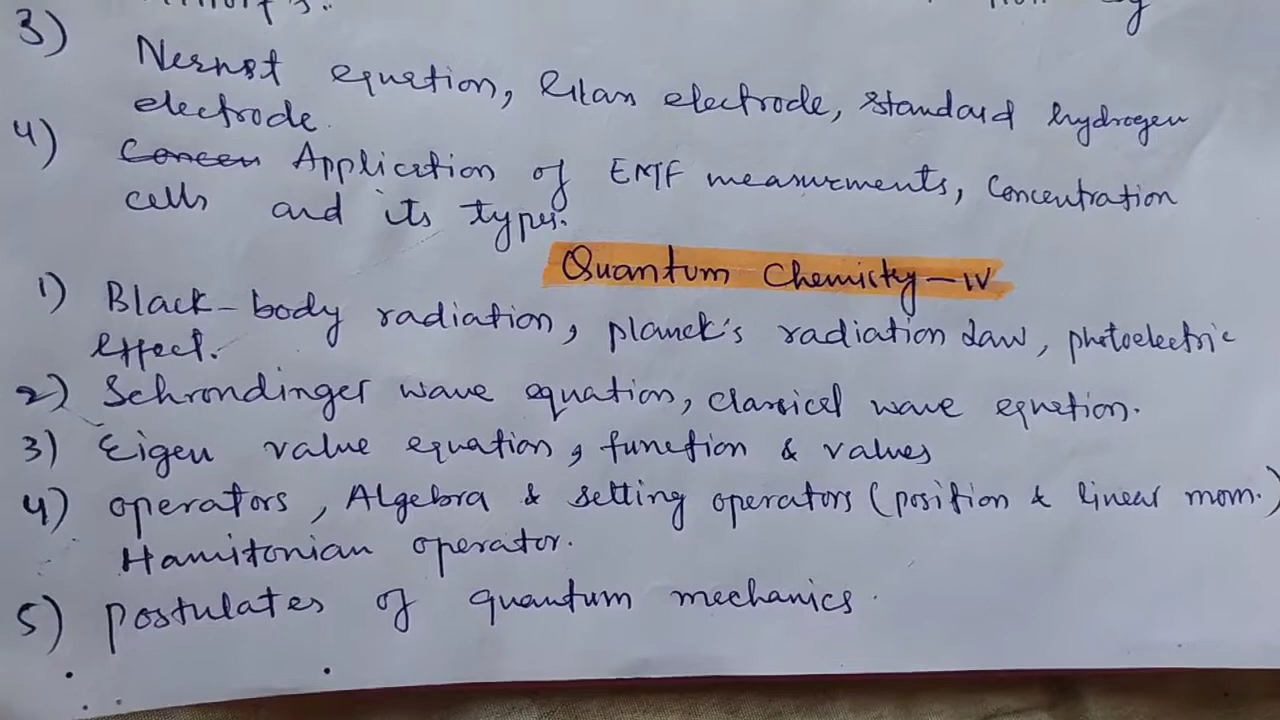 3) Nernst equation, Glass electrode, standard hydrogen
electrode.
4) Concen Application of EMF measurments, Concentration
cells and its types.
Quantum Chemistry-IV
1) Black-body radiation, planck's radiation Law, photoelectric
effect.
2) Schrondinger wave equation, classical wave equation.
3) Eigen value equation, function & values
4) operators, Algebra & setting operators (position & linear mom.)
Hamitonian operator.
5) postulates of quantum mechanics.